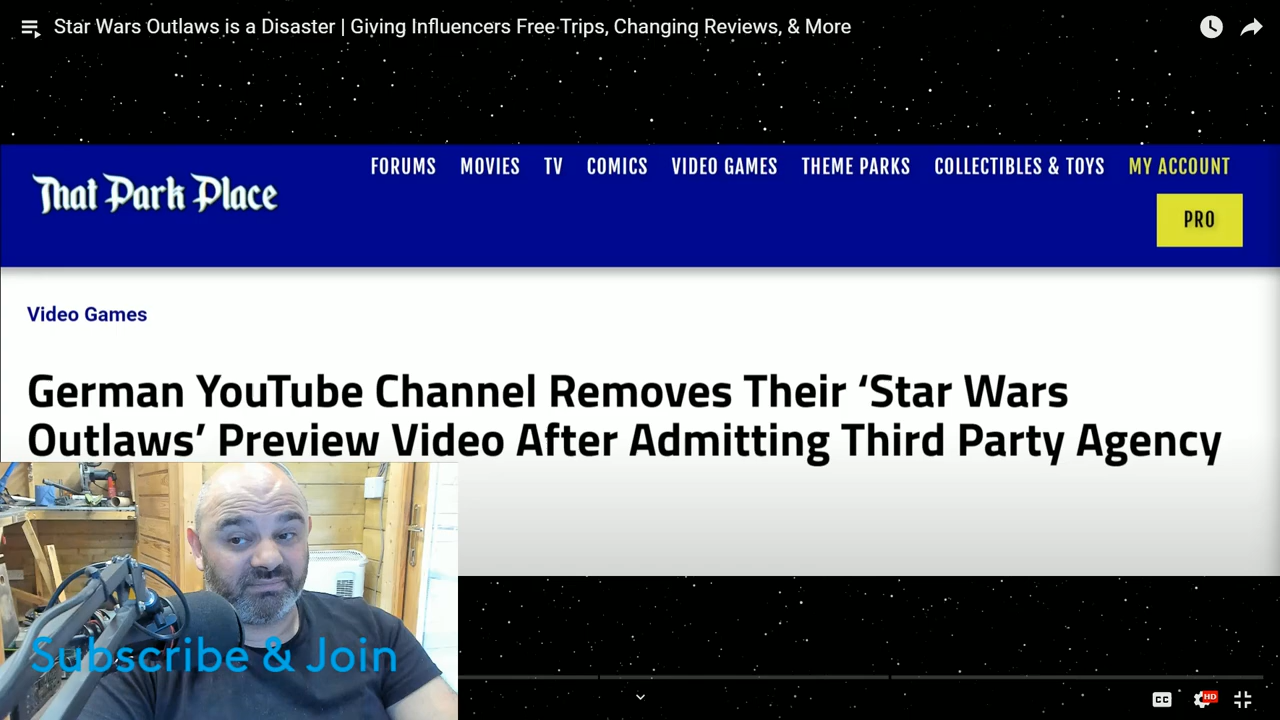 Star Wars Outlaws is a Disaster | Giving Influencers Free Trips, Changing Reviews, & More
That Park Place
FORUMS MOVIES TV COMICS VIDEO GAMES THEME PARKS COLLECTIBLES & TOYS MY ACCOUNT
PRO
Video Games
German YouTube Channel Removes Their ‘Star Wars
Outlaws’ Preview Video After Admitting Third Party Agency
Subscribe & Join
CC
HD